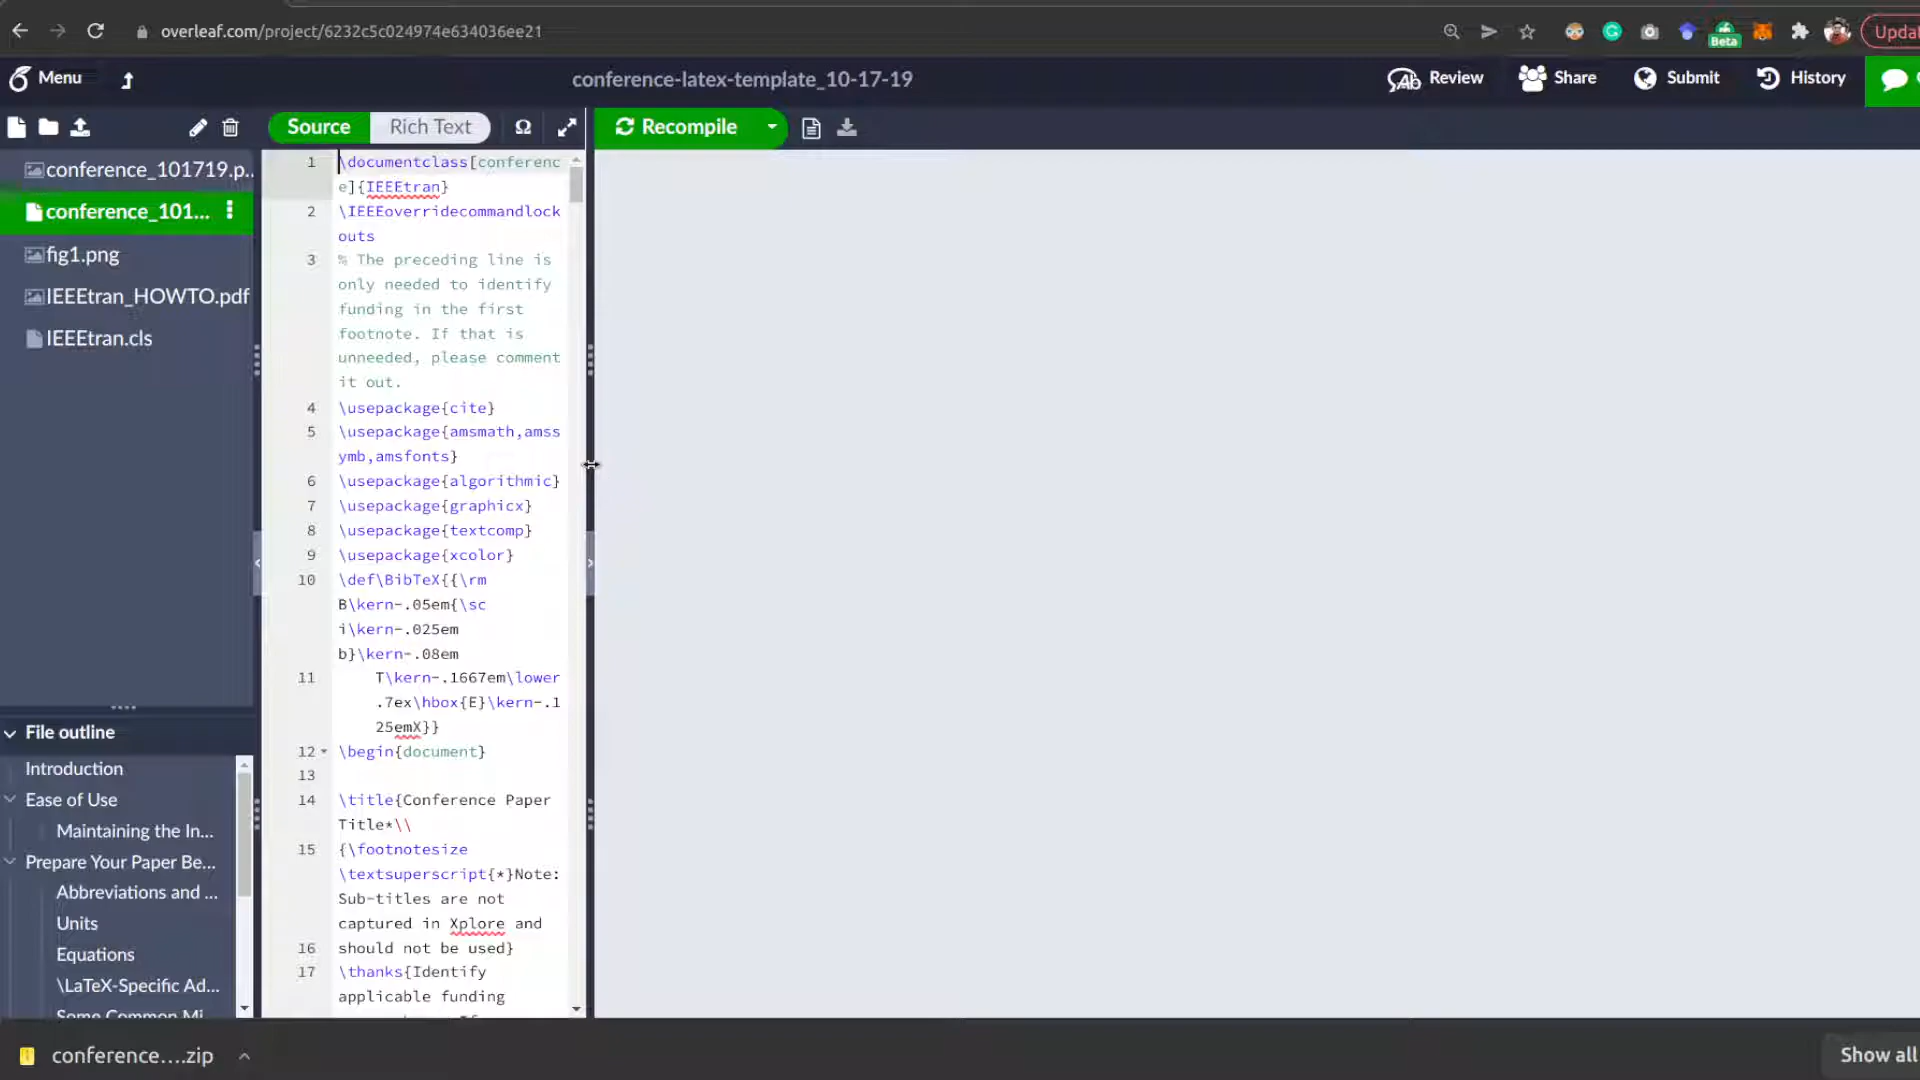 overleaf.com/project/6232c5c024974e634036ee21
Beta
Menu
conference-latex-template_10-17-19
Review
Share
Submit
History
Source
Rich Text
Ω
Recompile
conference_101719.p...
conference_101...
fig1.png
IEEEtran_HOWTO.pdf
IEEEtran.cls
File outline
Introduction
Ease of Use
Maintaining the In...
Prepare Your Paper Be...
Abbreviations and ...
Units
Equations
\LaTeX-Specific Ad...
Some Common Mi
1 \documentclass[conferenc
e]{IEEEtran}
2 \IEEEoverridecommandlock
outs
3 % The preceding line is
only needed to identify
funding in the first
footnote. If that is
unneeded, please comment
it out.
4 \usepackage{cite}
5 \usepackage{amsmath,amss
ymb,amsfonts}
6 \usepackage{algorithmic}
7 \usepackage{graphicx}
8 \usepackage{textcomp}
9 \usepackage{xcolor}
10 \def\BibTeX{{\rm
B\kern-.05em{\sc
i\kern-.025em
b}\kern-.08em
11 T\kern-.1667em\lower
.7ex\hbox{E}\kern-.1
25emX}}
12 \begin{document}
13
14 \title{Conference Paper
Title*\\
15 {\footnotesize
\textsuperscript{*}Note:
Sub-titles are not
captured in Xplore and
16 should not be used}
17 \thanks{Identify
applicable funding
conference....zip
Show all